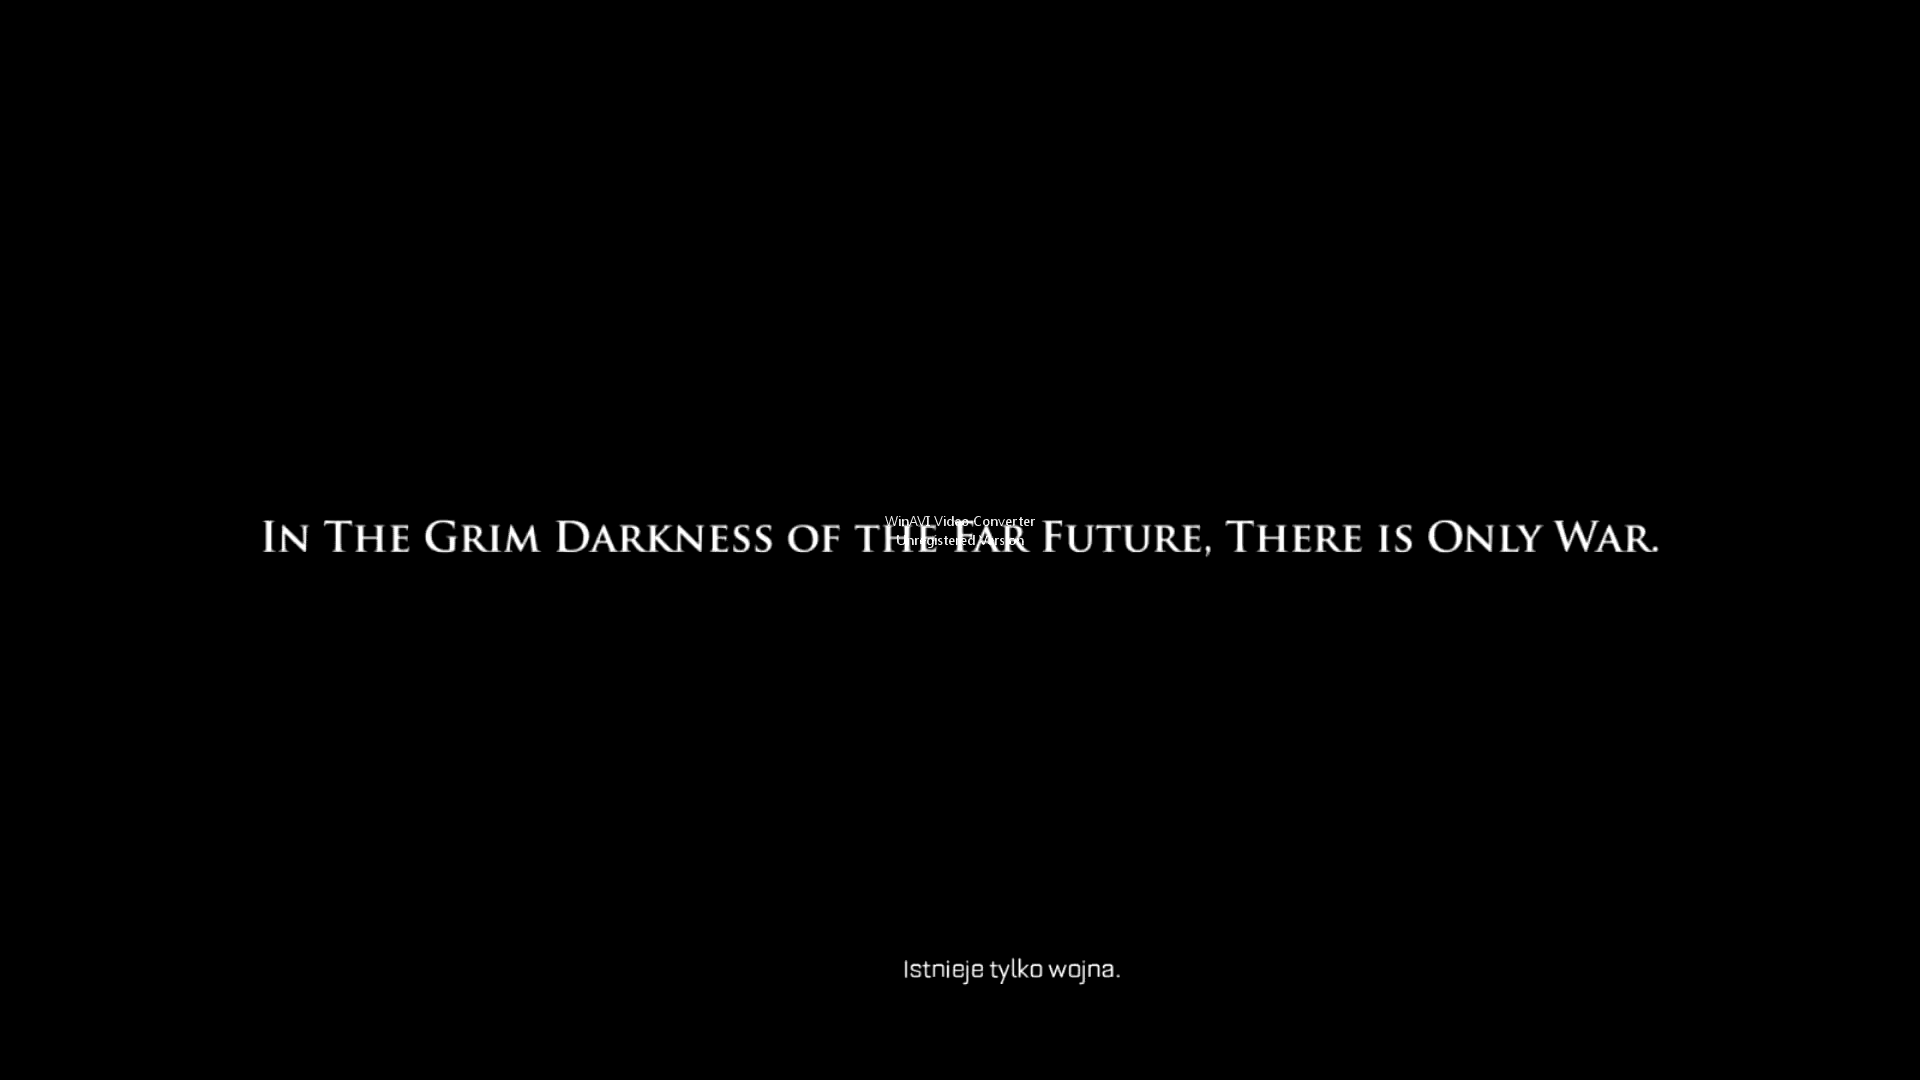 WinAVI Video Converter
In The Grim Darkness of the Far Future, There is Only War.
Unregistered Version
Istnieje tylko wojna.